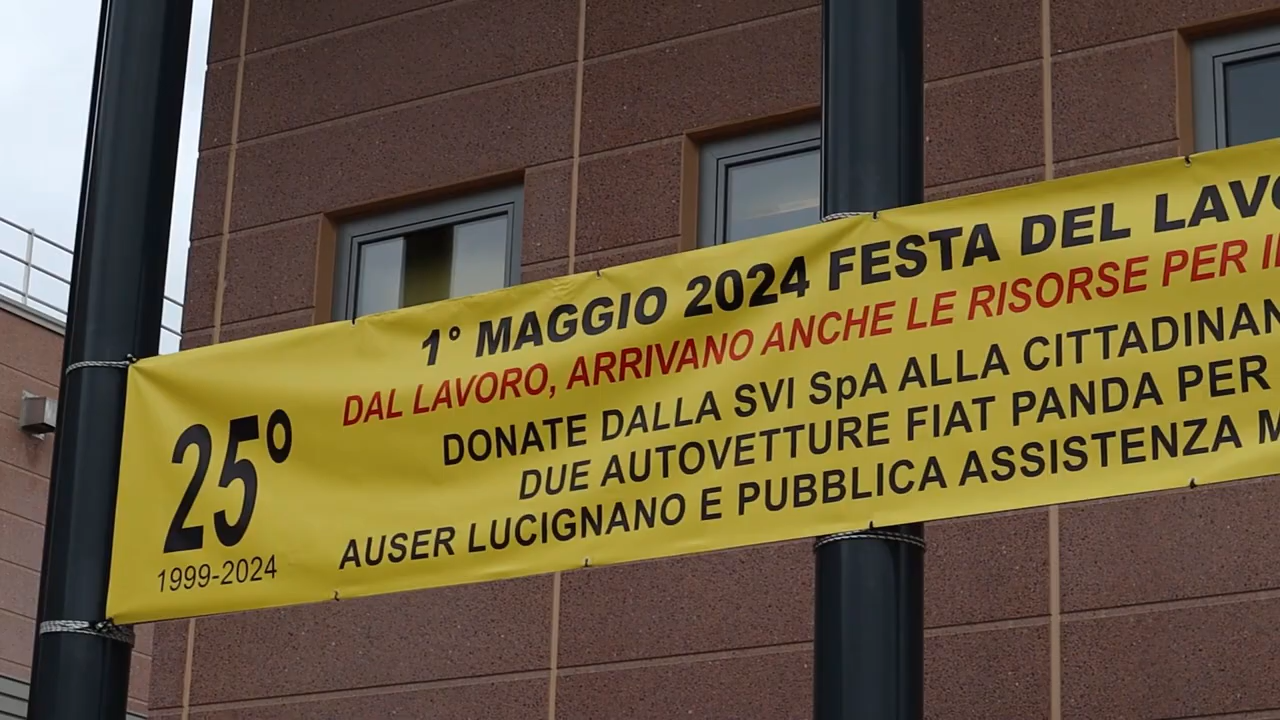 1° MAGGIO 2024 FESTA DEL
DAL LAVORO, ARRIVANO ANCHE LE RISORSE PER
DONATE DALLA SVI SpA ALLA
DUE AUTOVETTURE FIAT PANDA PER
AUSER LUCIGNANO E PUBBLICA ASSISTENZA
25°
1999-2024